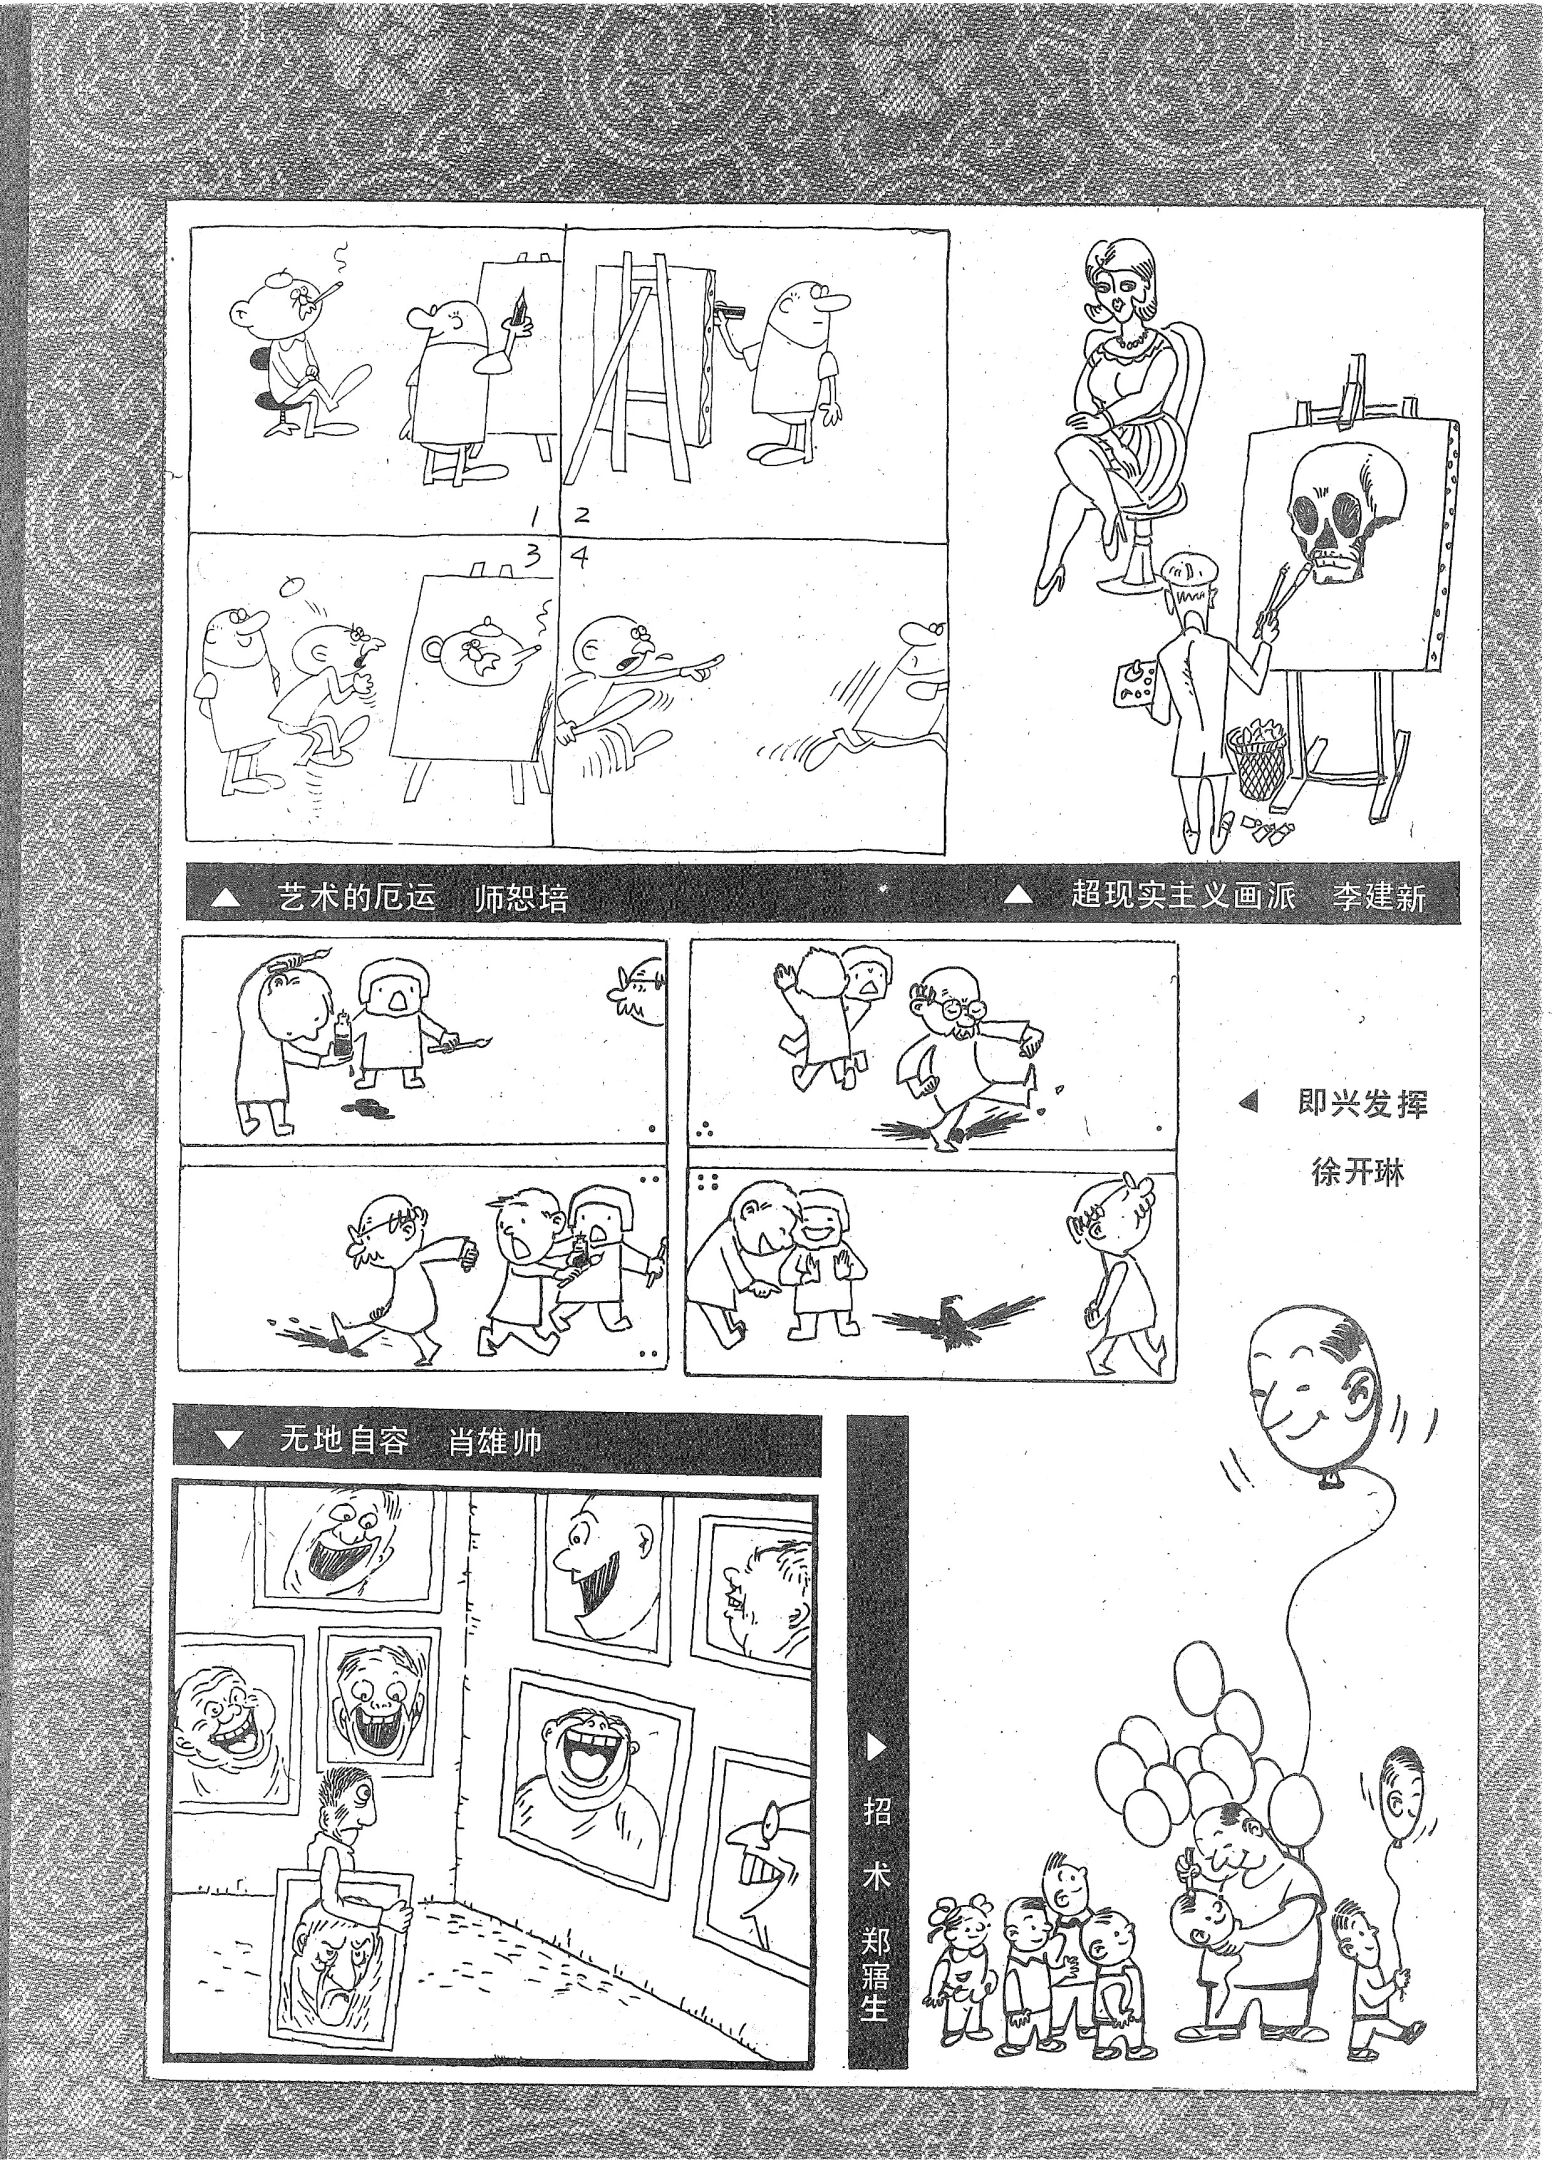 1
2
3
4
▲ 艺术的厄运 师恕培
▲ 超现实主义画派 李建新
◀ 即兴发挥
徐开琳
▼ 无地自容 肖雄帅
▶ 招术 郑寤生